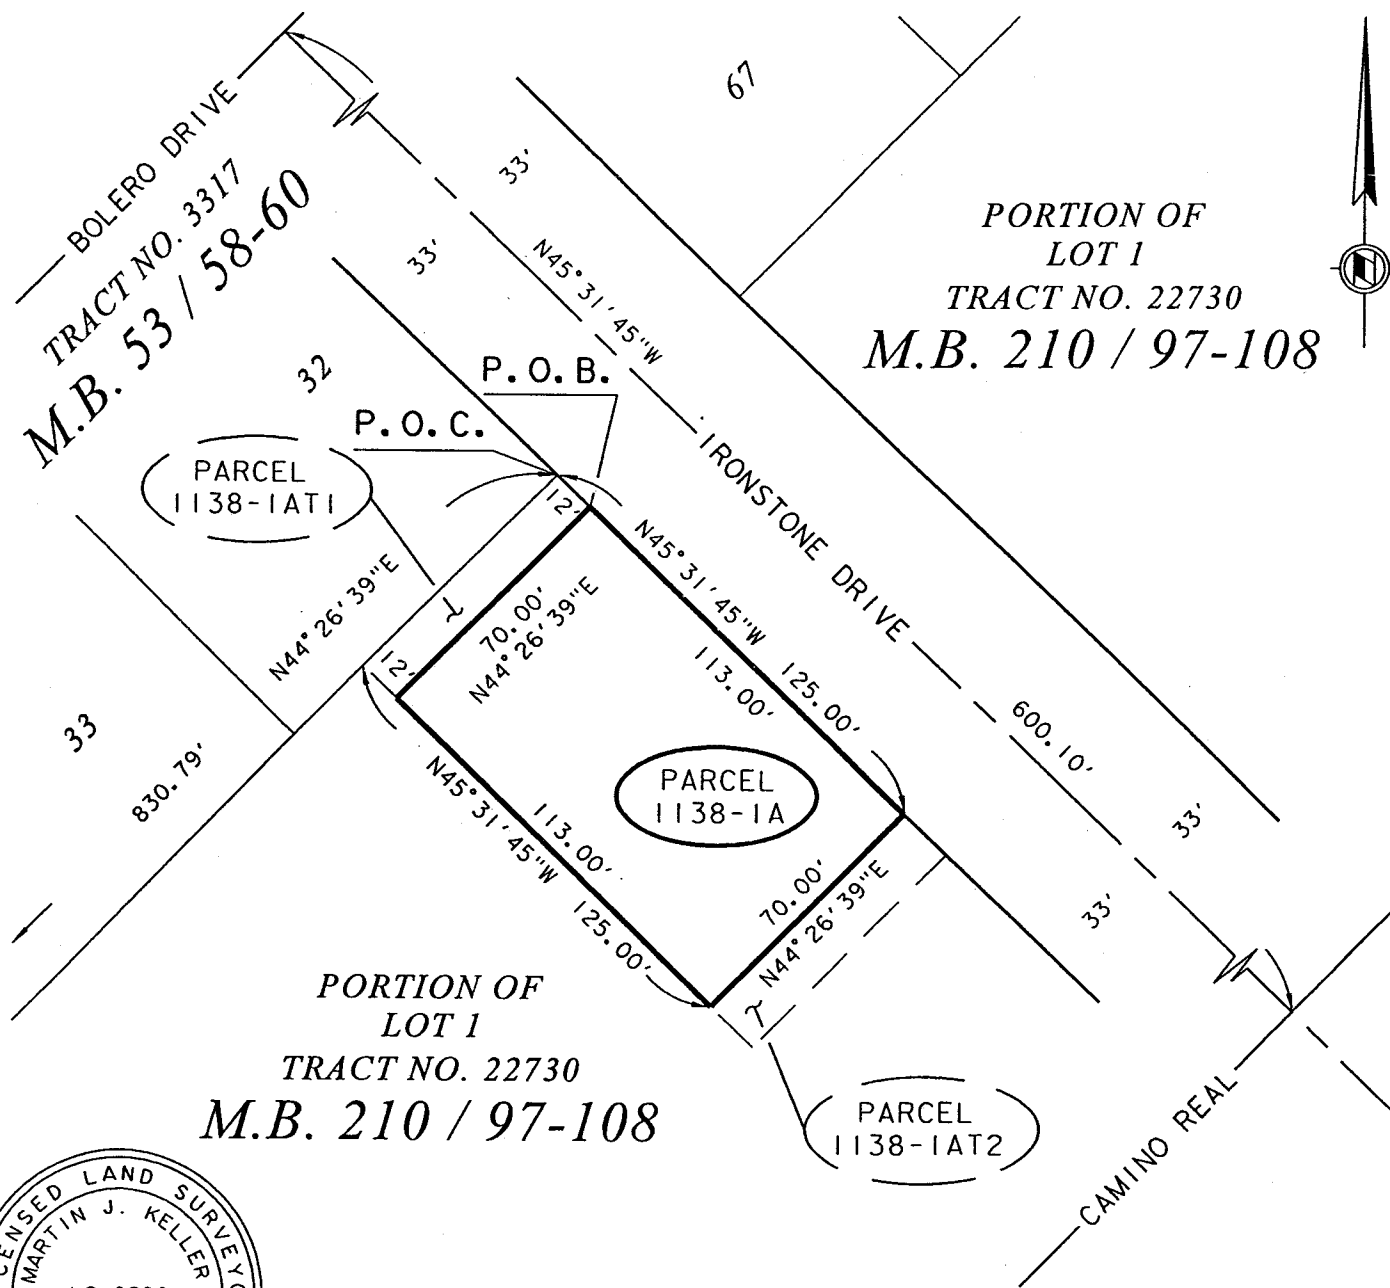 BOLERO DRIVE
TRACT NO. 3317
M.B. 53 / 58-60
67
33'
33'
PORTION OF
LOT 1
TRACT NO. 22730
M.B. 210 / 97-108
N45°31'45"W
32
P.O.B.
P.O.C.
PARCEL
1138-1AT1
12'
IRONSTONE DRIVE
N45°31'45"W
N44°26'39"E
70.00'
N44°26'39"E
12'
113.00'
125.00'
600.10'
33
830.79'
N45°31'45"W
113.00'
125.00'
PARCEL
1138-1A
70.00'
N44°26'39"E
33'
33'
PORTION OF
LOT 1
TRACT NO. 22730
M.B. 210 / 97-108
PARCEL
1138-1AT2
CAMINO REAL
LAND SURVEYO
MARTIN J. KELLER